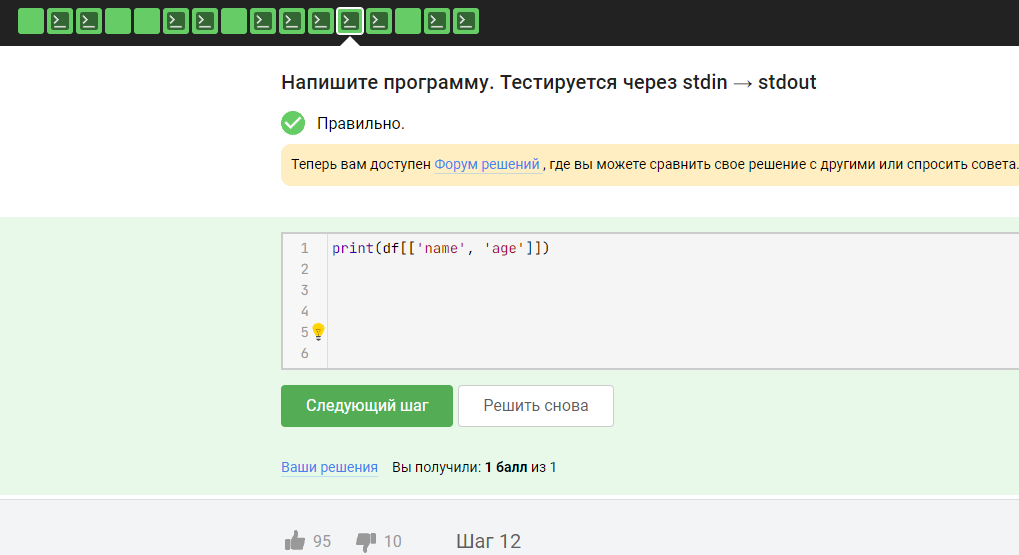 Напишите программу. Тестируется через stdin → stdout
Правильно.
Теперь вам доступен Форум решений, где вы можете сравнить свое решение с другими или спросить совета.
1 print(df[['name', 'age']])
2
3
4
5
6
Следующий шаг Решить снова
Ваши решения Вы получили: 1 балл из 1
95 10 Шаг 12